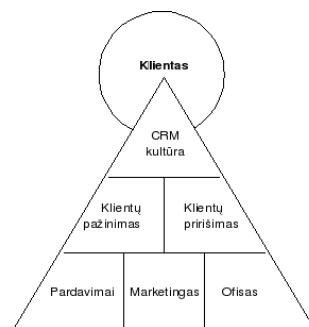 Klientas
CRM
kultūra
Klientų Klientų
pažinimas pririšimas
Pardavimai Marketingas Ofisas